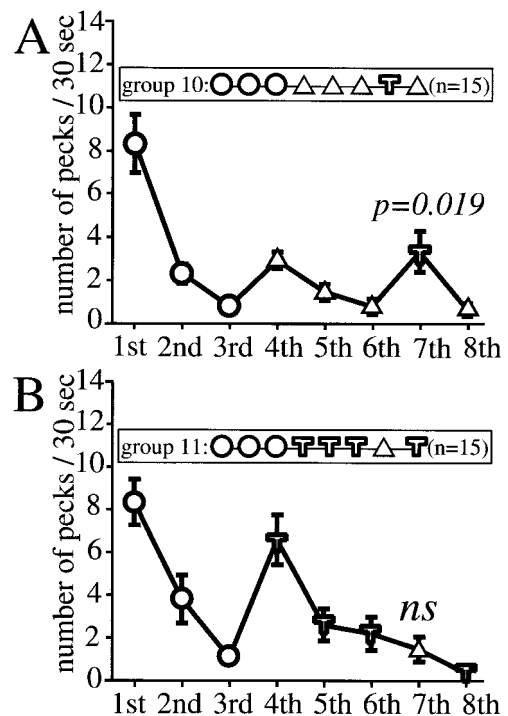 A
14
12
group 10: (n=15)
10
8
6
p=0.019
4
2
0
number of pecks / 30 sec
1st 2nd 3rd 4th 5th 6th 7th 8th
B
14
12
group 11: (n=15)
10
8
6
ns
4
2
0
number of pecks / 30 sec
1st 2nd 3rd 4th 5th 6th 7th 8th